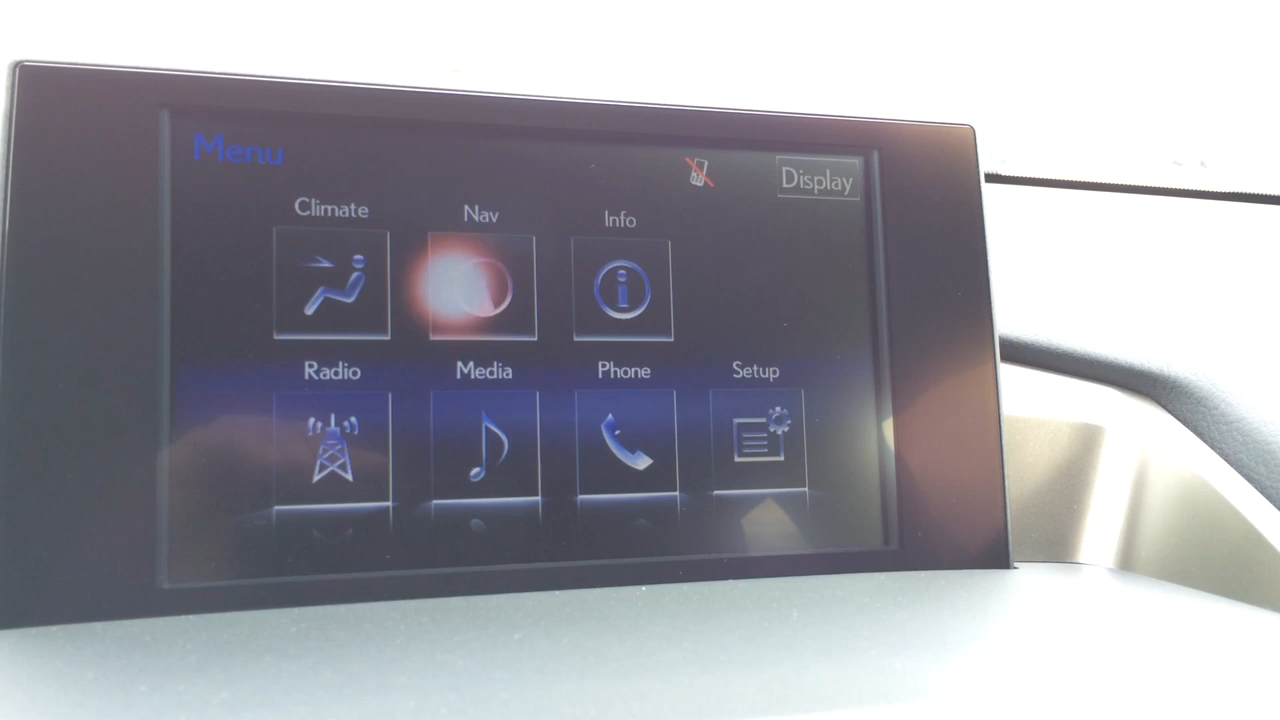 Menu
Display
Climate
Nav
Info
Radio
Media
Phone
Setup